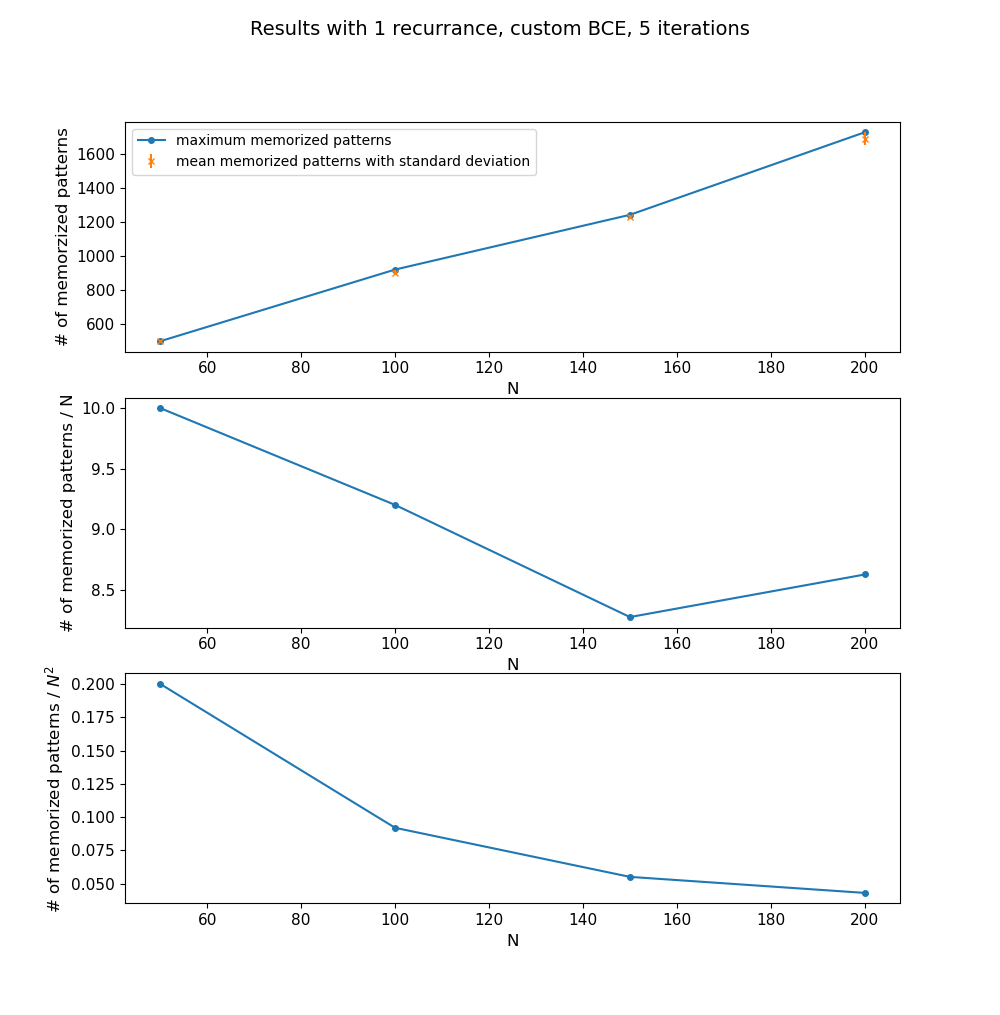 Results with 1 recurrance, custom BCE, 5 iterations
# of memorzized patterns
1600
1400
1200
1000
800
600
maximum memorized patterns
mean memorized patterns with standard deviation
60 80 100 120 140 160 180 200
N
# of memorized patterns / N
10.0
9.5
9.0
8.5
60 80 100 120 140 160 180 200
N
# of memorized patterns / N²
0.200
0.175
0.150
0.125
0.100
0.075
0.050
60 80 100 120 140 160 180 200
N